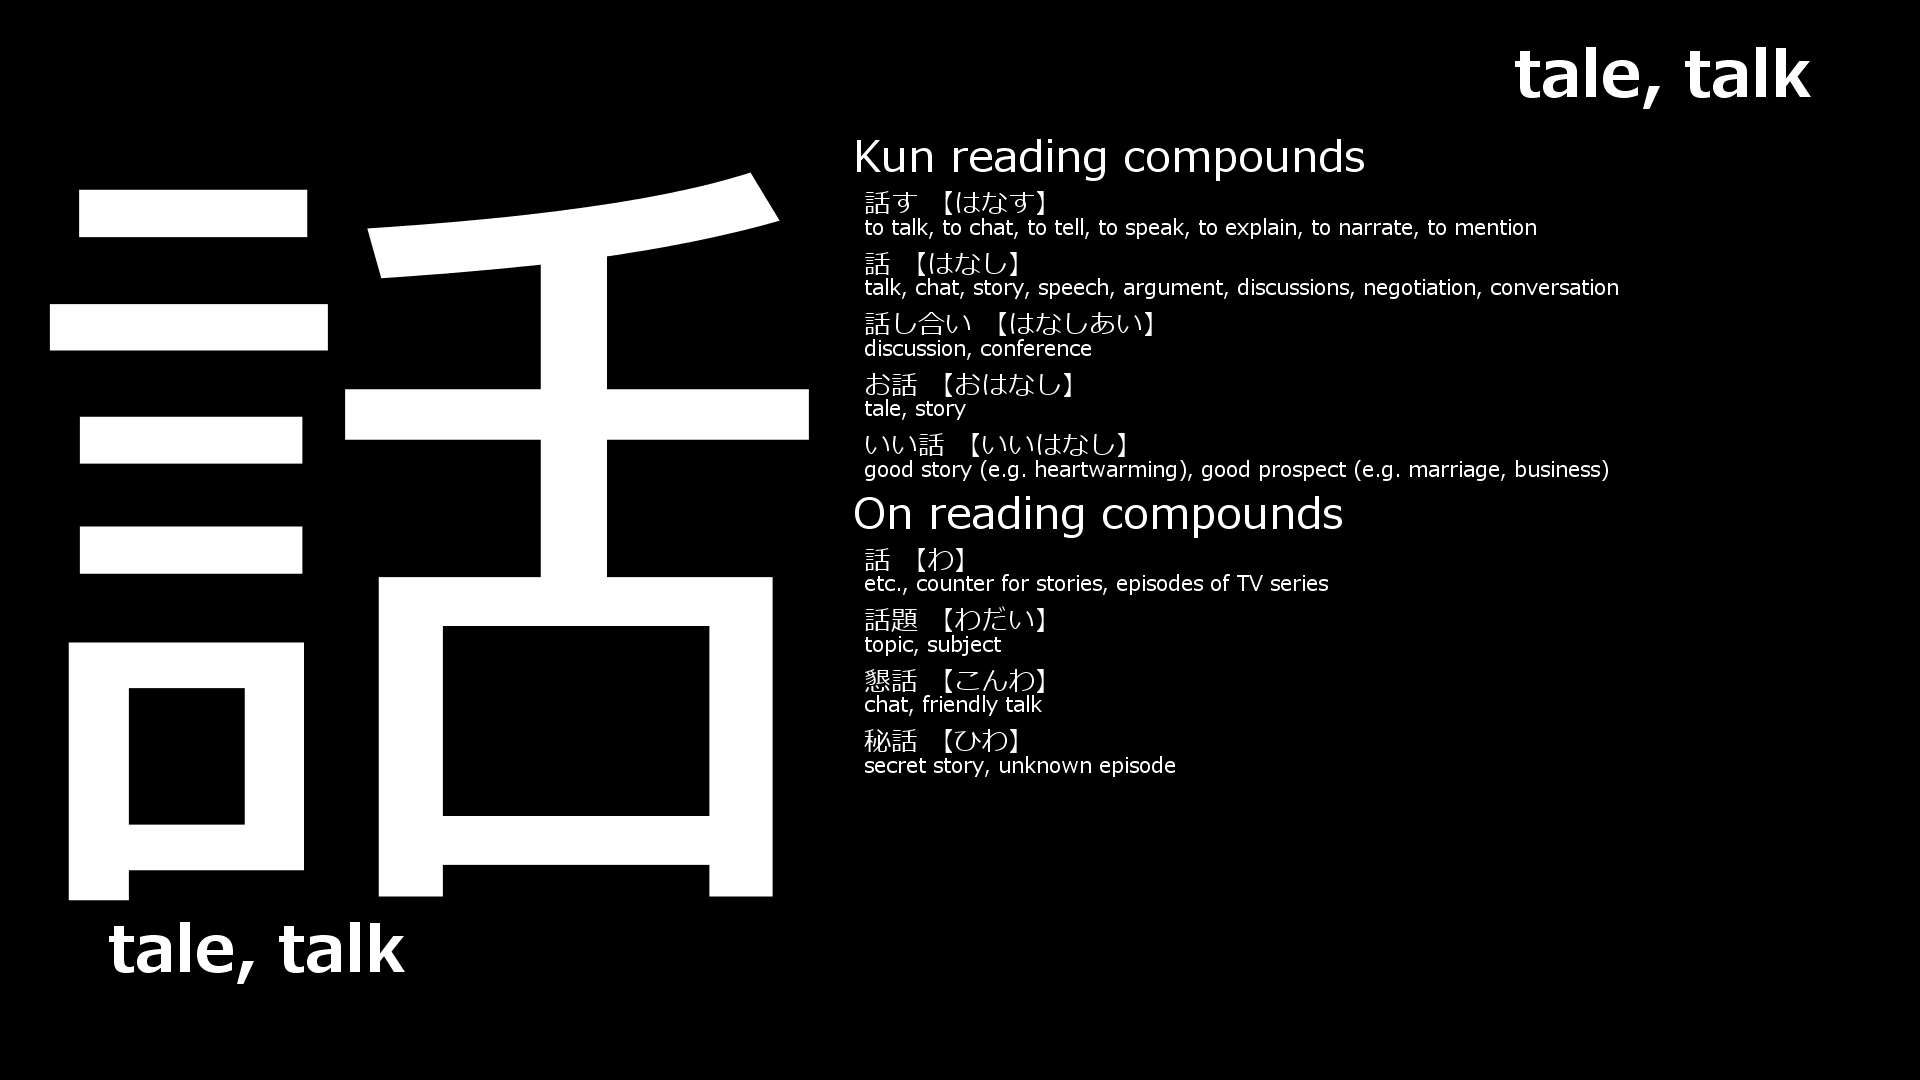 tale, talk
話
Kun reading compounds
話す 【はなす】
to talk, to chat, to tell, to speak, to explain, to narrate, to mention
話 【はなし】
talk, chat, story, speech, argument, discussions, negotiation, conversation
話し合い 【はなしあい】
discussion, conference
お話 【おはなし】
tale, story
いい話 【いいはなし】
good story (e.g. heartwarming), good prospect (e.g. marriage, business)
On reading compounds
話 【わ】
etc., counter for stories, episodes of TV series
話題 【わだい】
topic, subject
懇話 【こんわ】
chat, friendly talk
秘話 【ひわ】
secret story, unknown episode
tale, talk